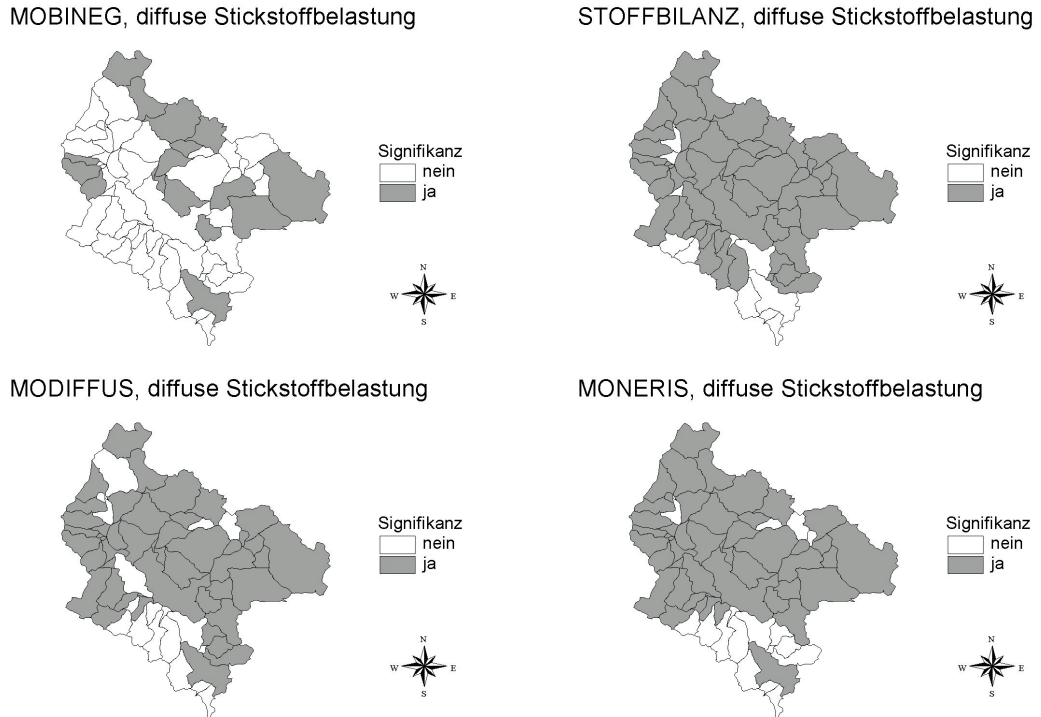 MOBINEG, diffuse Stickstoffbelastung
Signifikanz
nein
ja
N
W E
S
STOFFBILANZ, diffuse Stickstoffbelastung
Signifikanz
nein
ja
N
W E
S
MODIFFUS, diffuse Stickstoffbelastung
Signifikanz
nein
ja
N
W E
S
MONERIS, diffuse Stickstoffbelastung
Signifikanz
nein
ja
N
W E
S